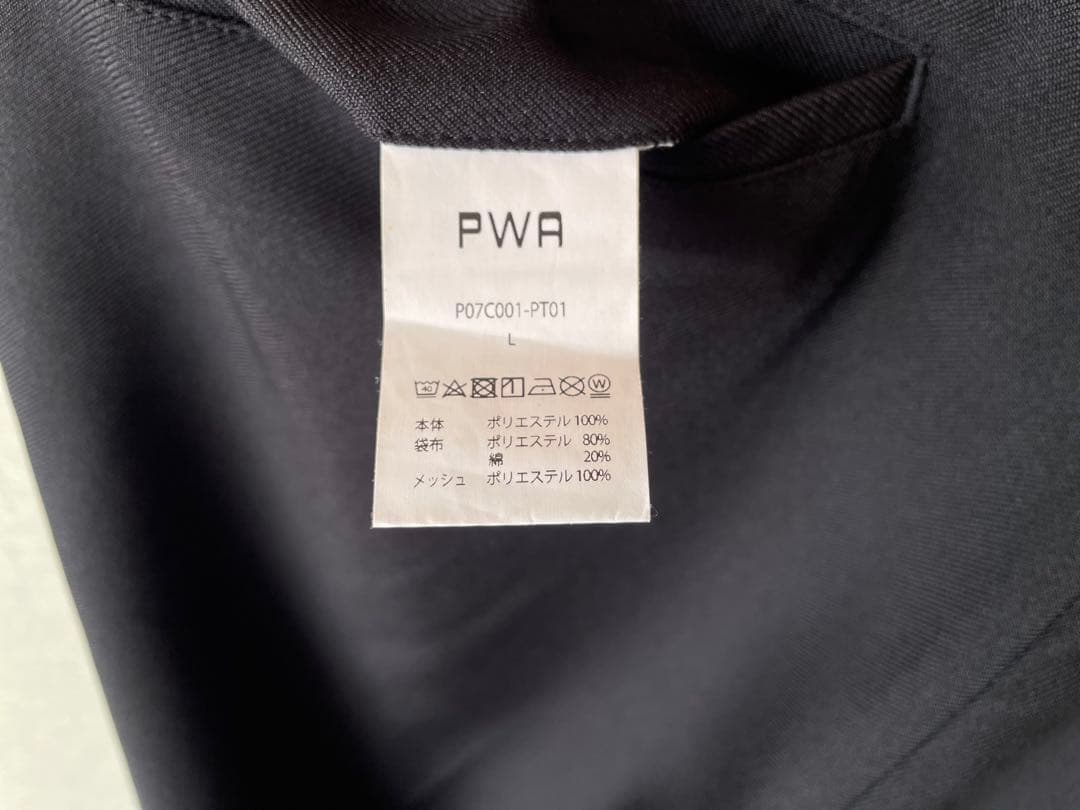 PWA
P07C001-PT01
L
40 W
本体 ポリエステル 100%
袋布 ポリエステル 80%
綿 20%
メッシュ ポリエステル 100%